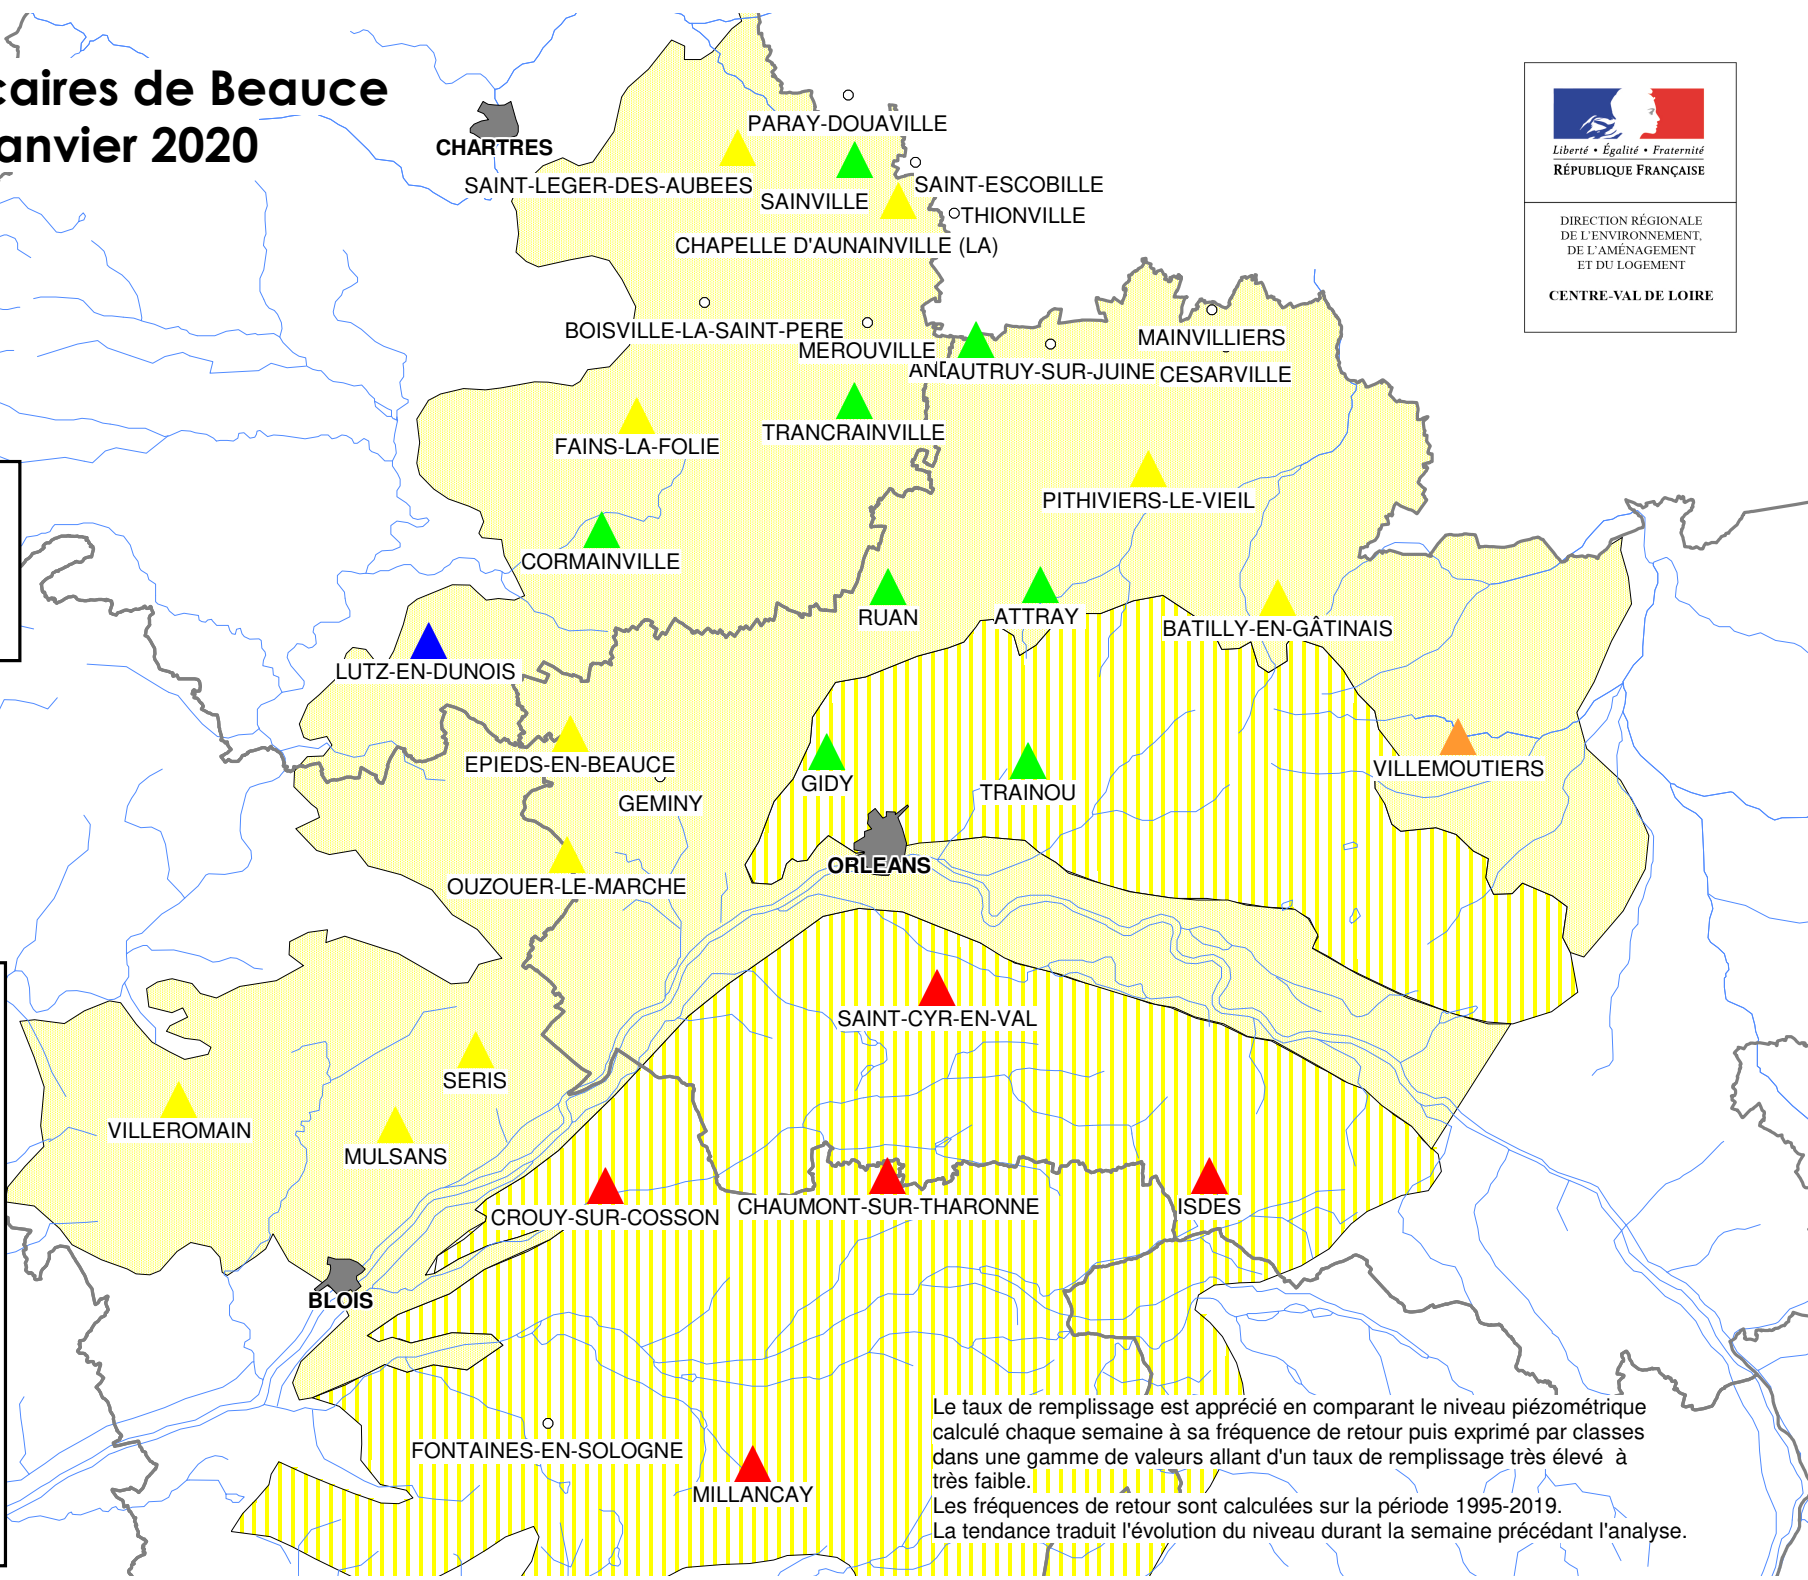 caires de Beauce
anvier 2020
Liberté • Égalité • Fraternité
RÉPUBLIQUE FRANÇAISE
DIRECTION RÉGIONALE
DE L'ENVIRONNEMENT,
DE L'AMÉNAGEMENT
ET DU LOGEMENT
CENTRE-VAL DE LOIRE
CHARTRES
PARAY-DOUAVILLE
SAINT-LEGER-DES-AUBEES
SAINVILLE
SAINT-ESCOBILLE
THIONVILLE
CHAPELLE D'AUNAINVILLE (LA)
BOISVILLE-LA-SAINT-PERE
MEROUVILLE
MAINVILLIERS
AUTRUY-SUR-JUINE
CESARVILLE
FAINS-LA-FOLIE
TRANCRAINVILLE
PITHIVIERS-LE-VIEIL
CORMAINVILLE
RUAN
ATTRAY
BATILLY-EN-GÂTINAIS
LUTZ-EN-DUNOIS
EPIEDS-EN-BEAUCE
GEMINY
GIDY
TRAINOU
VILLEMOUTIERS
ORLEANS
OUZOUER-LE-MARCHE
SAINT-CYR-EN-VAL
SERIS
VILLEROMAIN
MULSANS
CROUY-SUR-COSSON
CHAUMONT-SUR-THARONNE
ISDES
BLOIS
FONTAINES-EN-SOLOGNE
MILLANCAY
Le taux de remplissage est apprécié en comparant le niveau piézométrique
calculé chaque semaine à sa fréquence de retour puis exprimé par classes
dans une gamme de valeurs allant d'un taux de remplissage très élevé à
très faible.
Les fréquences de retour sont calculées sur la période 1995-2019.
La tendance traduit l'évolution du niveau durant la semaine précédant l'analyse.